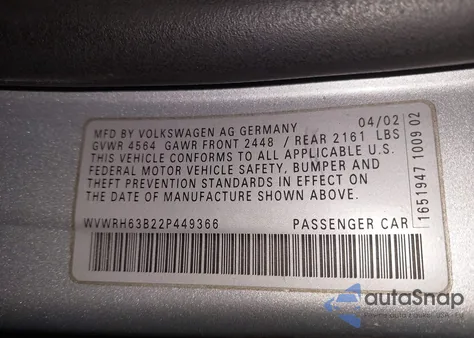 MFD BY VOLKSWAGEN AG GERMANY 04/02
GVWR 4564 GAWR FRONT 2448 / REAR 2161 LBS
THIS VEHICLE CONFORMS TO ALL APPLICABLE U.S.
FEDERAL MOTOR VEHICLE SAFETY, BUMPER AND
THEFT PREVENTION STANDARDS IN EFFECT ON
THE DATE OF MANUFACTURE SHOWN ABOVE.
WVWRH63B22P449366 PASSENGER CAR
1651947 1009 02
autoSnap